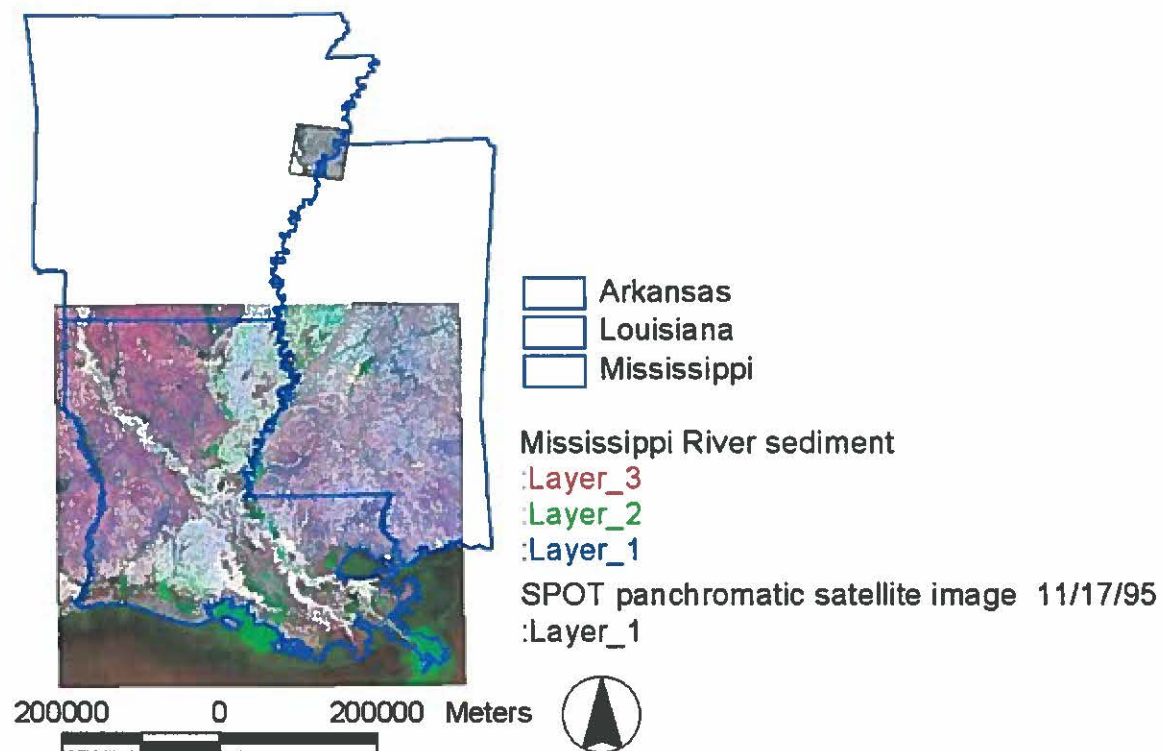 Arkansas
Louisiana
Mississippi
Mississippi River sediment
:Layer_3
:Layer_2
:Layer_1
SPOT panchromatic satellite image 11/17/95
:Layer_1
200000 0 200000 Meters